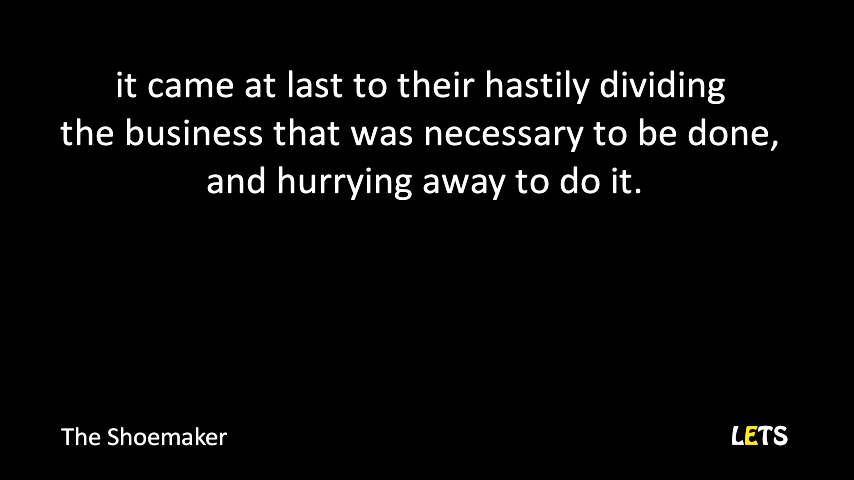 it came at last to their hastily dividing
the business that was necessary to be done,
and hurrying away to do it.
The Shoemaker
LETS